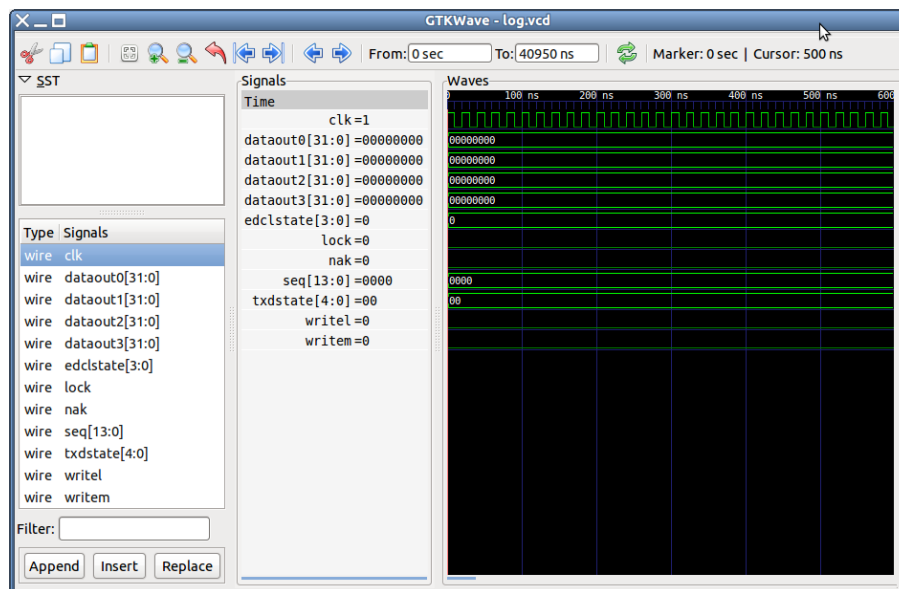 GTKWave - log.vcd
From: 0 sec To: 40950 ns Marker: 0 sec | Cursor: 500 ns
SST
Type Signals
wire clk
wire dataout0[31:0]
wire dataout1[31:0]
wire dataout2[31:0]
wire dataout3[31:0]
wire edclstate[3:0]
wire lock
wire nak
wire seq[13:0]
wire txdstate[4:0]
wire writel
wire writem
Filter:
Append Insert Replace
Signals
Time
clk =1
dataout0[31:0] =00000000
dataout1[31:0] =00000000
dataout2[31:0] =00000000
dataout3[31:0] =00000000
edclstate[3:0] =0
lock =0
nak =0
seq[13:0] =0000
txdstate[4:0] =00
writel =0
writem =0
Waves
100 ns 200 ns 300 ns 400 ns 500 ns 600
00000000
00000000
00000000
00000000
0
0000
00